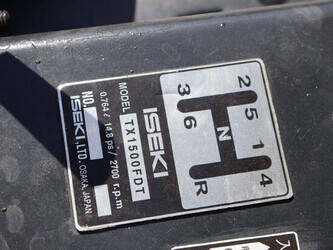 ISEKI
MODEL TX1500FDT
0.764ℓ 14.8 ps / 2700 r.p.m
NO.
ISEKI, LTD. OSAKA, JAPAN
2 5 1 4
N
3 6 R
入